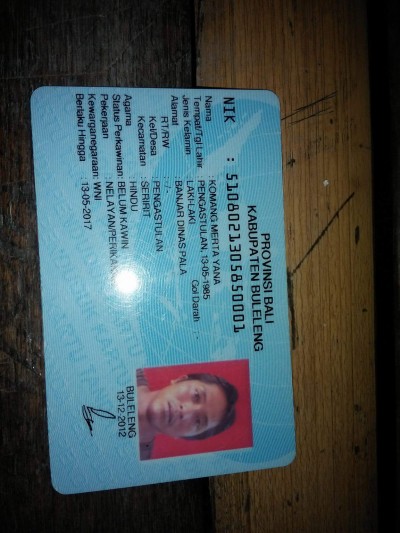 PROVINSI BALI
KABUPATEN BULELENG
NIK : 5108021305850001
Nama : KOMANG MERTA YANA
Tempat/Tgl Lahir : PENGASTULAN, 13-05-1985
Jenis Kelamin : LAKI-LAKI Gol Darah
Alamat : BANJAR DINAS PALA
RT/RW : -/-
Kel/Desa : PENGASTULAN
Kecamatan : SERIRIT
Agama : HINDU
Status Perkawinan: BELUM KAWIN
Pekerjaan : NELAYAN/PERIKANAN
Kewarganegaraan: WNI
Berlaku Hingga : 13-05-2017
BULELENG
13-12-2012